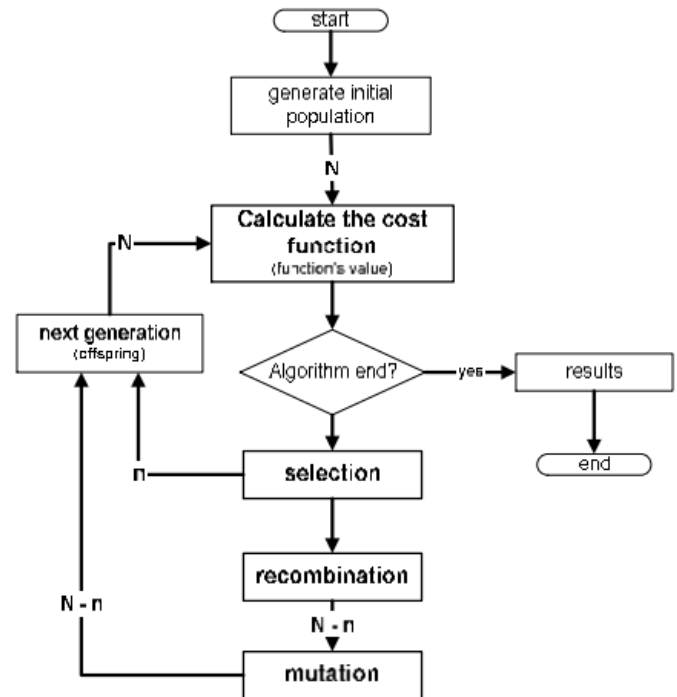 start
generate initial
population
N
Calculate the cost
function
(function's value)
N
next generation
(offspring)
Algorithm end?
yes
results
end
n
selection
recombination
N - n
N - n
mutation